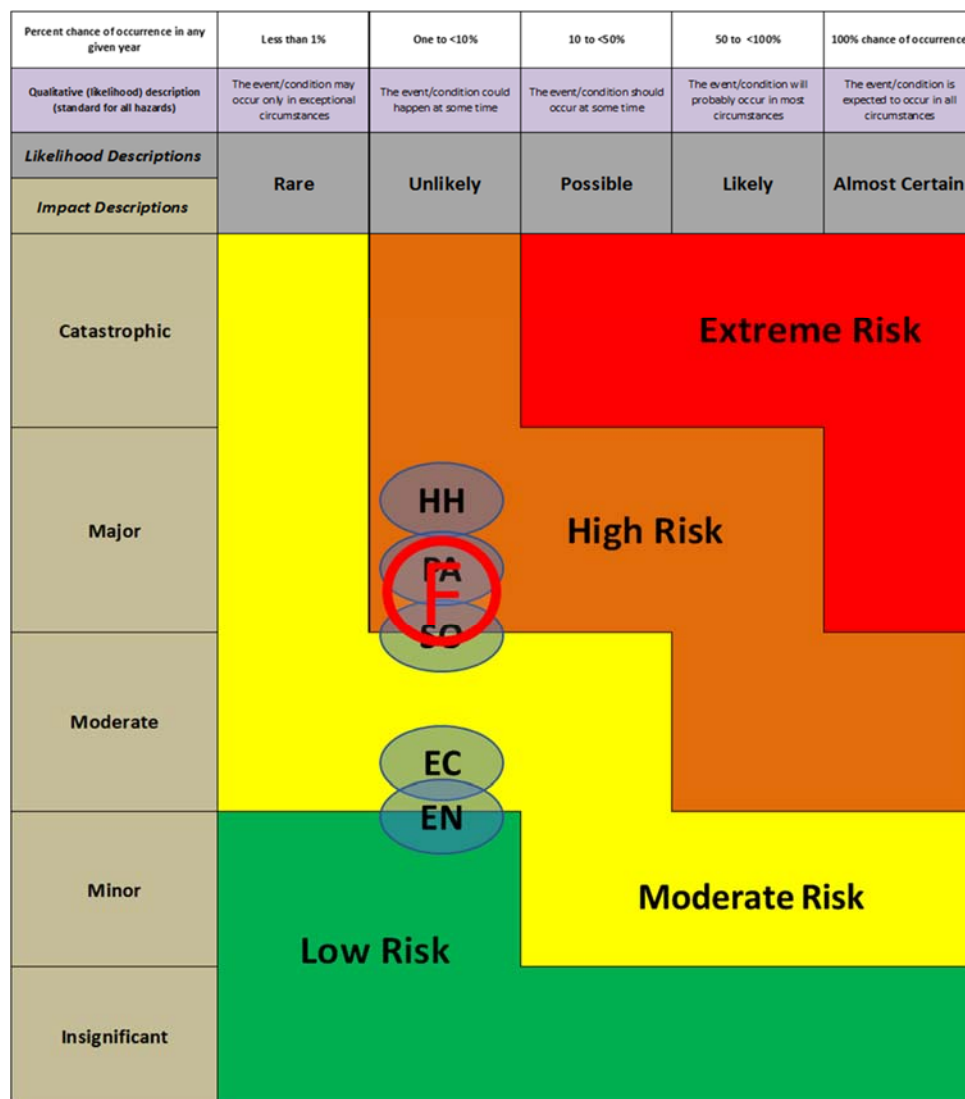 Percent chance of occurrence in any
given year
Less than 1%
One to <10%
10 to <50%
50 to <100%
100% chance of occurrence
Qualitative (likelihood) description
(standard for all hazards)
The event/condition may
occur only in exceptional
circumstances
The event/condition could
happen at some time
The event/condition should
occur at some time
The event/condition will
probably occur in most
circumstances
The event/condition is
expected to occur in all
circumstances
Likelihood Descriptions
Impact Descriptions
Rare
Unlikely
Possible
Likely
Almost Certain
Catastrophic
Extreme Risk
Major
HH
High Risk
PA
F
SO
Moderate
EC
EN
Minor
Moderate Risk
Low Risk
Insignificant